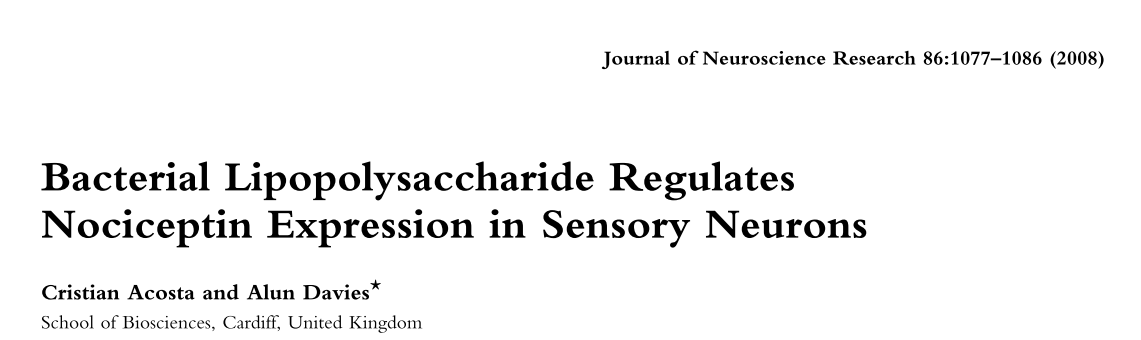 Journal of Neuroscience Research 86:1077–1086 (2008)
Bacterial Lipopolysaccharide Regulates
Nociceptin Expression in Sensory Neurons
Cristian Acosta and Alun Davies★
School of Biosciences, Cardiff, United Kingdom